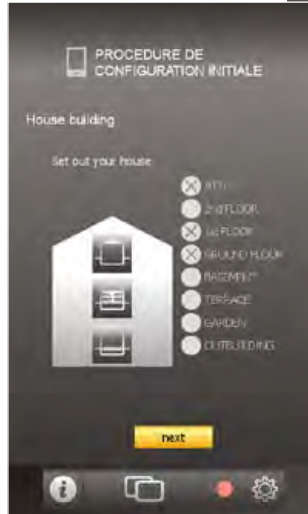 PROCEDURE DE
CONFIGURATION INITIALE
House building
Set out your house
ATTIC
2nd FLOOR
1st FLOOR
GROUND FLOOR
BASEMENT
TERRACE
GARDEN
OUTBUILDING
next